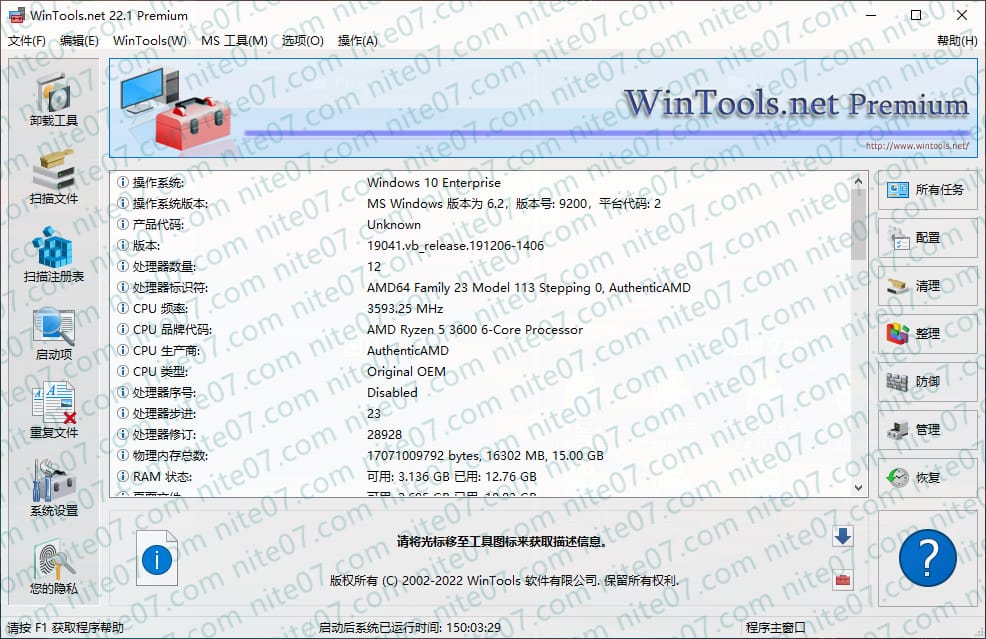 WinTools.net 22.1 Premium
文件(F) 编辑(E) WinTools(W) MS 工具(M) 选项(O) 操作(A) 帮助(H)
WinTools.net Premium
http://www.wintools.net/
卸载工具
扫描文件
扫描注册表
启动项
重复文件
系统设置
您的隐私
操作系统: Windows 10 Enterprise
操作系统版本: MS Windows 版本为 6.2，版本号: 9200，平台代码: 2
产品代码: Unknown
版本: 19041.vb_release.191206-1406
处理器数量: 12
处理器标识符: AMD64 Family 23 Model 113 Stepping 0, AuthenticAMD
CPU 频率: 3593.25 MHz
CPU 品牌代码: AMD Ryzen 5 3600 6-Core Processor
CPU 生产商: AuthenticAMD
CPU 类型: Original OEM
处理器序号: Disabled
处理器步进: 23
处理器修订: 28928
物理内存总数: 17071009792 bytes, 16302 MB, 15.00 GB
RAM 状态: 可用: 3.136 GB 已用: 12.76 GB
所有任务
配置
清理
整理
防御
管理
恢复
请将光标移至工具图标来获取描述信息。
版权所有 (C) 2002-2022 WinTools 软件有限公司. 保留所有权利.
请按 F1 获取程序帮助 启动后系统已运行时间: 150:03:29 程序主窗口
nite07.com